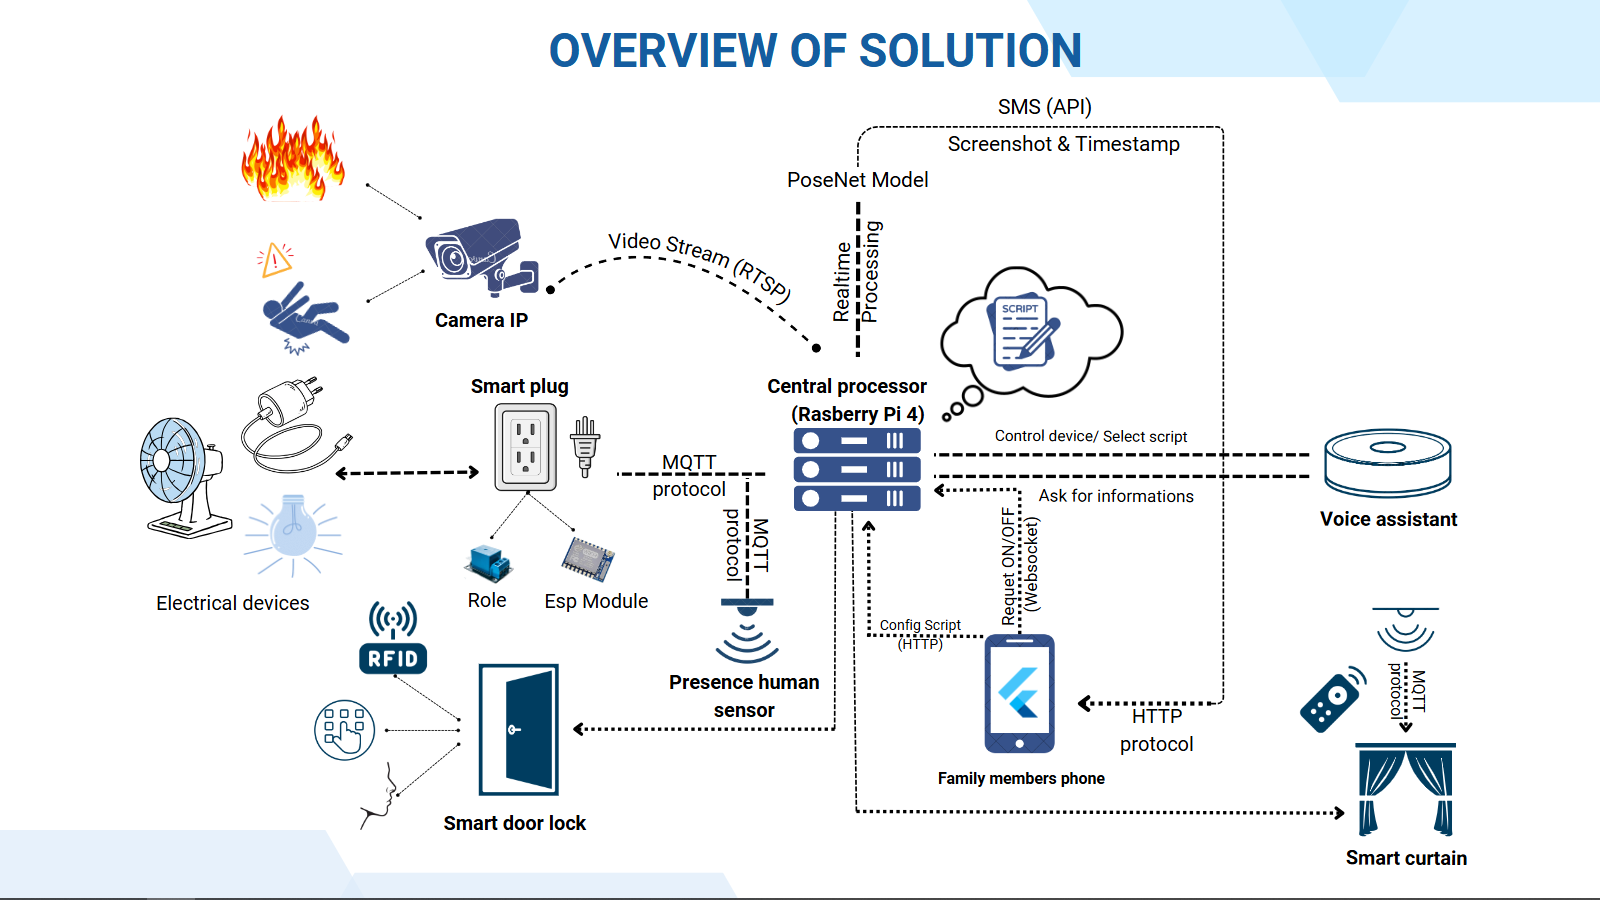 OVERVIEW OF SOLUTION
SMS (API)
Screenshot & Timestamp
PoseNet Model
Realtime
Processing
Video Stream (RTSP)
Camera IP
SCRIPT
Smart plug
Central processor
(Rasberry Pi 4)
Control device/ Select script
Ask for informations
Voice assistant
MQTT
protocol
MQTT
protocol
Requet ON/OFF
(Websocket)
Electrical devices
Role
Esp Module
Config Script
(HTTP)
RFID
Presence human
sensor
HTTP
protocol
MQTT
protocol
Family members phone
Smart door lock
Smart curtain